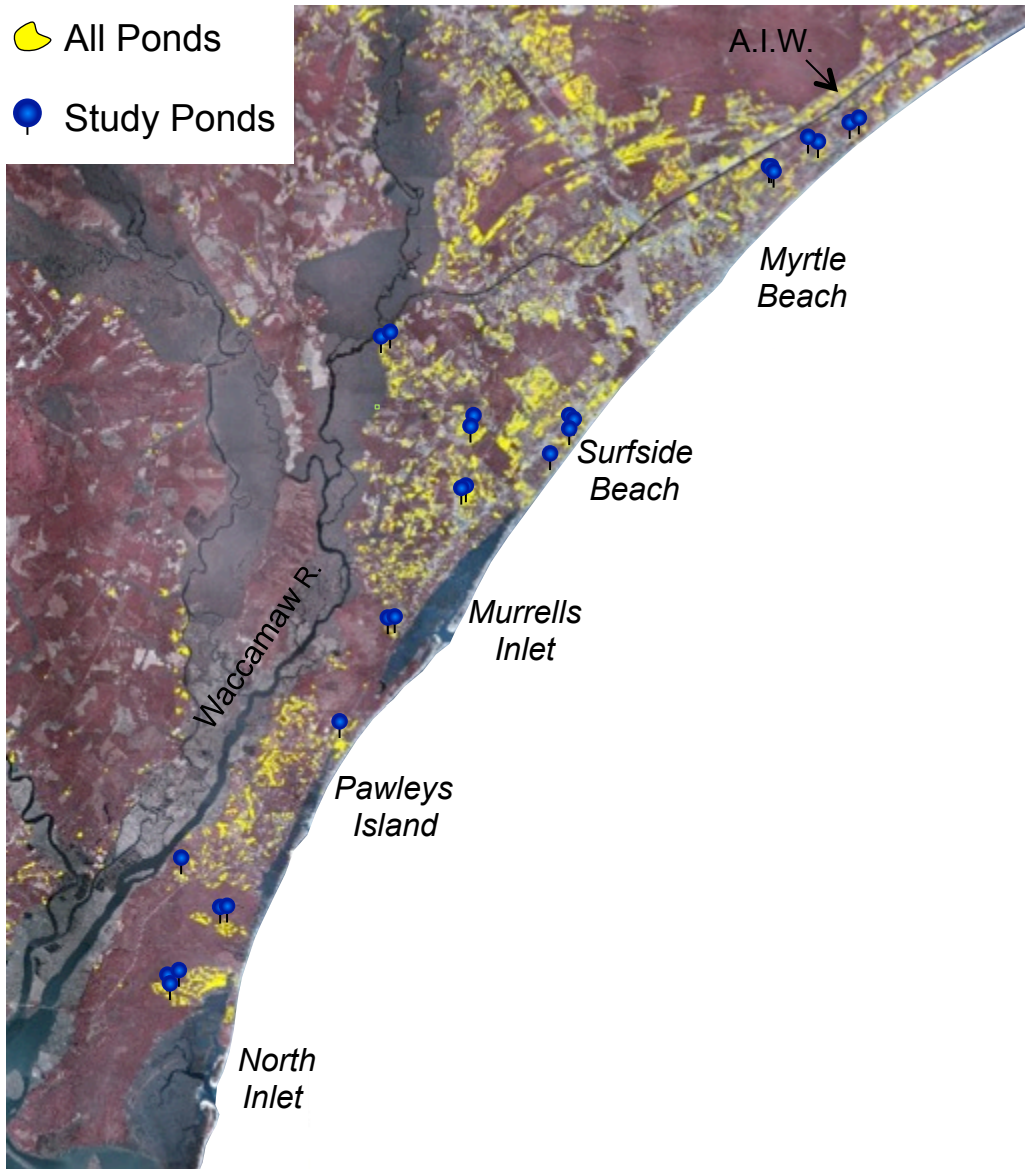 All Ponds
Study Ponds
A.I.W.
Myrtle
Beach
Surfside
Beach
Murrells
Inlet
Waccamaw R.
Pawleys
Island
North
Inlet